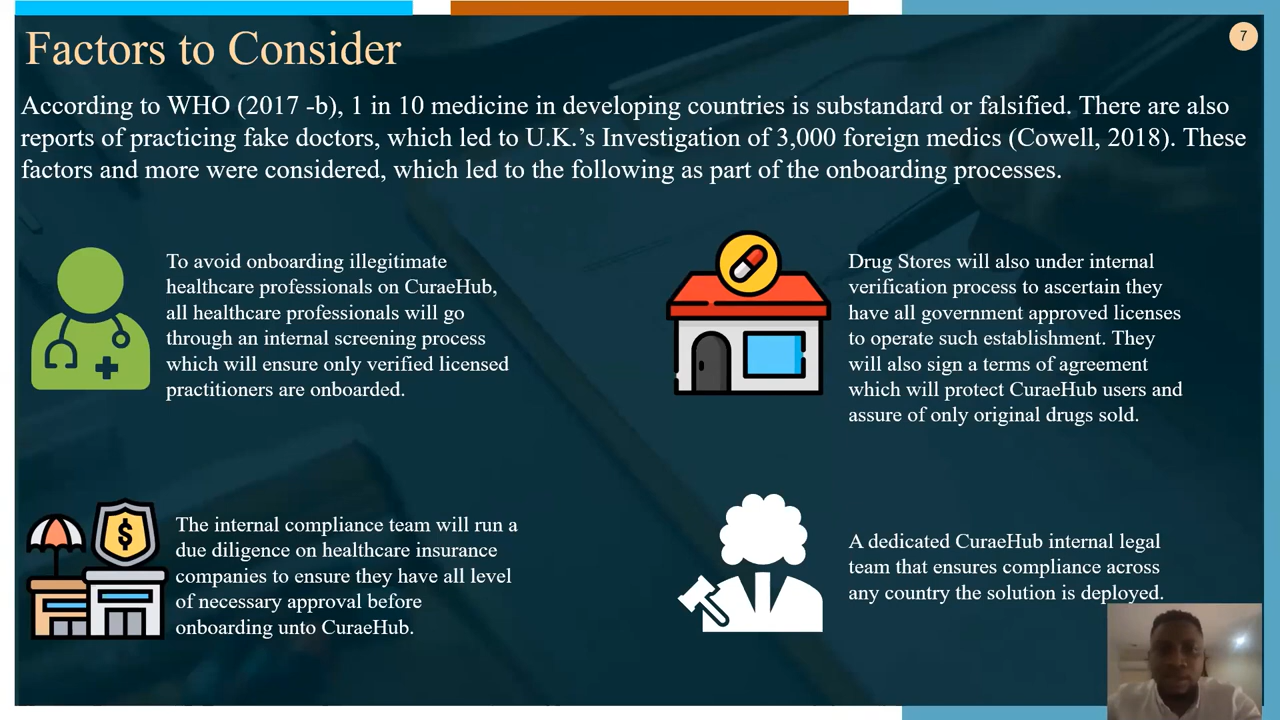 Factors to Consider
7
According to WHO (2017 -b), 1 in 10 medicine in developing countries is substandard or falsified. There are also
reports of practicing fake doctors, which led to U.K.'s Investigation of 3,000 foreign medics (Cowell, 2018). These
factors and more were considered, which led to the following as part of the onboarding processes.
To avoid onboarding illegitimate
healthcare professionals on CuraeHub,
all healthcare professionals will go
through an internal screening process
which will ensure only verified licensed
practitioners are onboarded.
Drug Stores will also under internal
verification process to ascertain they
have all government approved licenses
to operate such establishment. They
will also sign a terms of agreement
which will protect CuraeHub users and
assure of only original drugs sold.
$
The internal compliance team will run a
due diligence on healthcare insurance
companies to ensure they have all level
of necessary approval before
onboarding unto CuraeHub.
A dedicated CuraeHub internal legal
team that ensures compliance across
any country the solution is deployed.